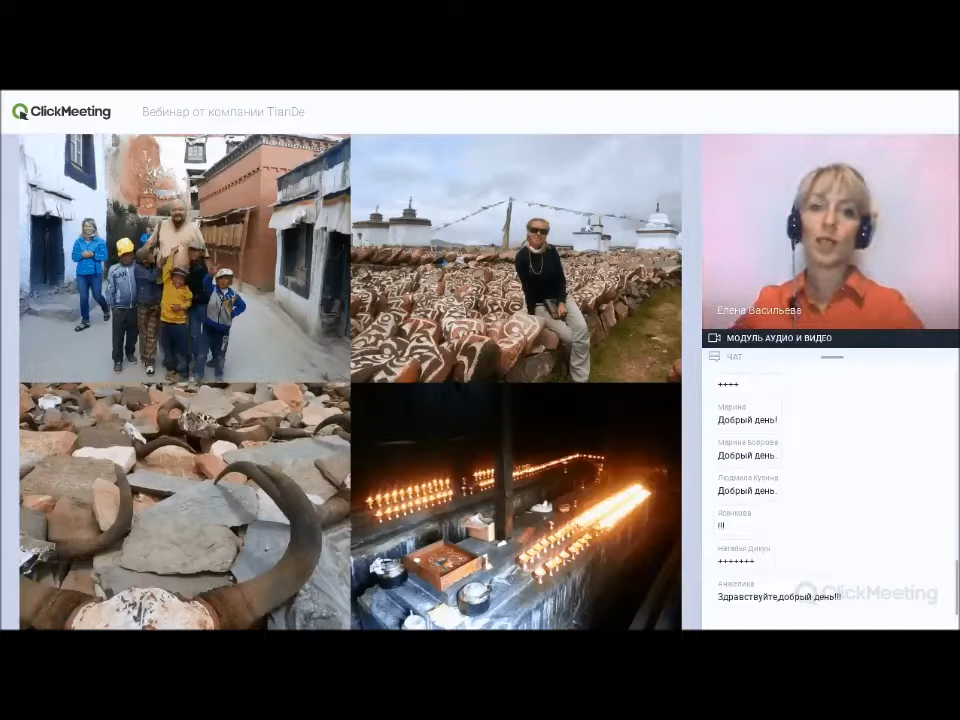 ClickMeeting
Вебинар от компании TianDe
Елена Васильева
МОДУЛЬ АУДИО И ВИДЕО
ЧАТ
++++
Марина
Добрый день!
Марина Боброва
Добрый день.
Людмила Кузина
Добрый день.
Ясенкова
!!!
Наталья Дикун
+++++++
Анжелика
Здравствуйте,добрый день!!!
ClickMeeting